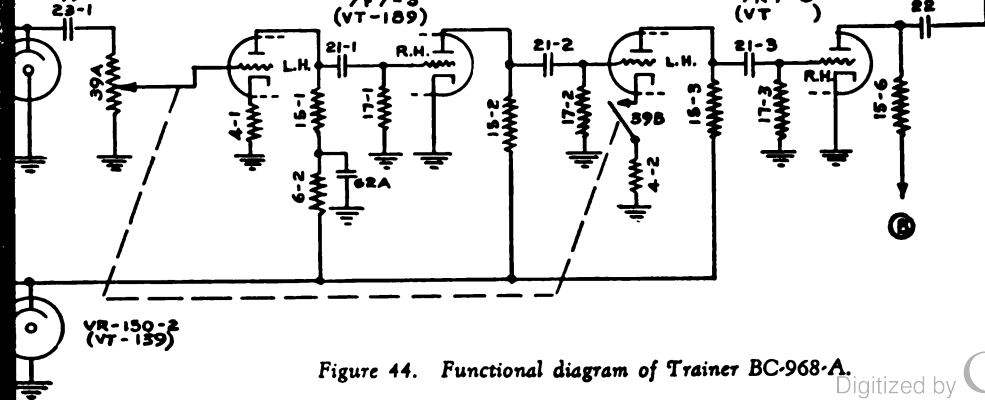 23-1
(VT-189)
(VT )
22
39A
4-1
L.H.
15-1
21-1
17-1
R.H.
15-2
21-2
17-2
L.H.
39B
4-2
15-3
21-3
17-3
R.H.
15-6
6-2
62A
B
VR-150-2
(VT-139)
Figure 44. Functional diagram of Trainer BC-968-A.
Digitized by